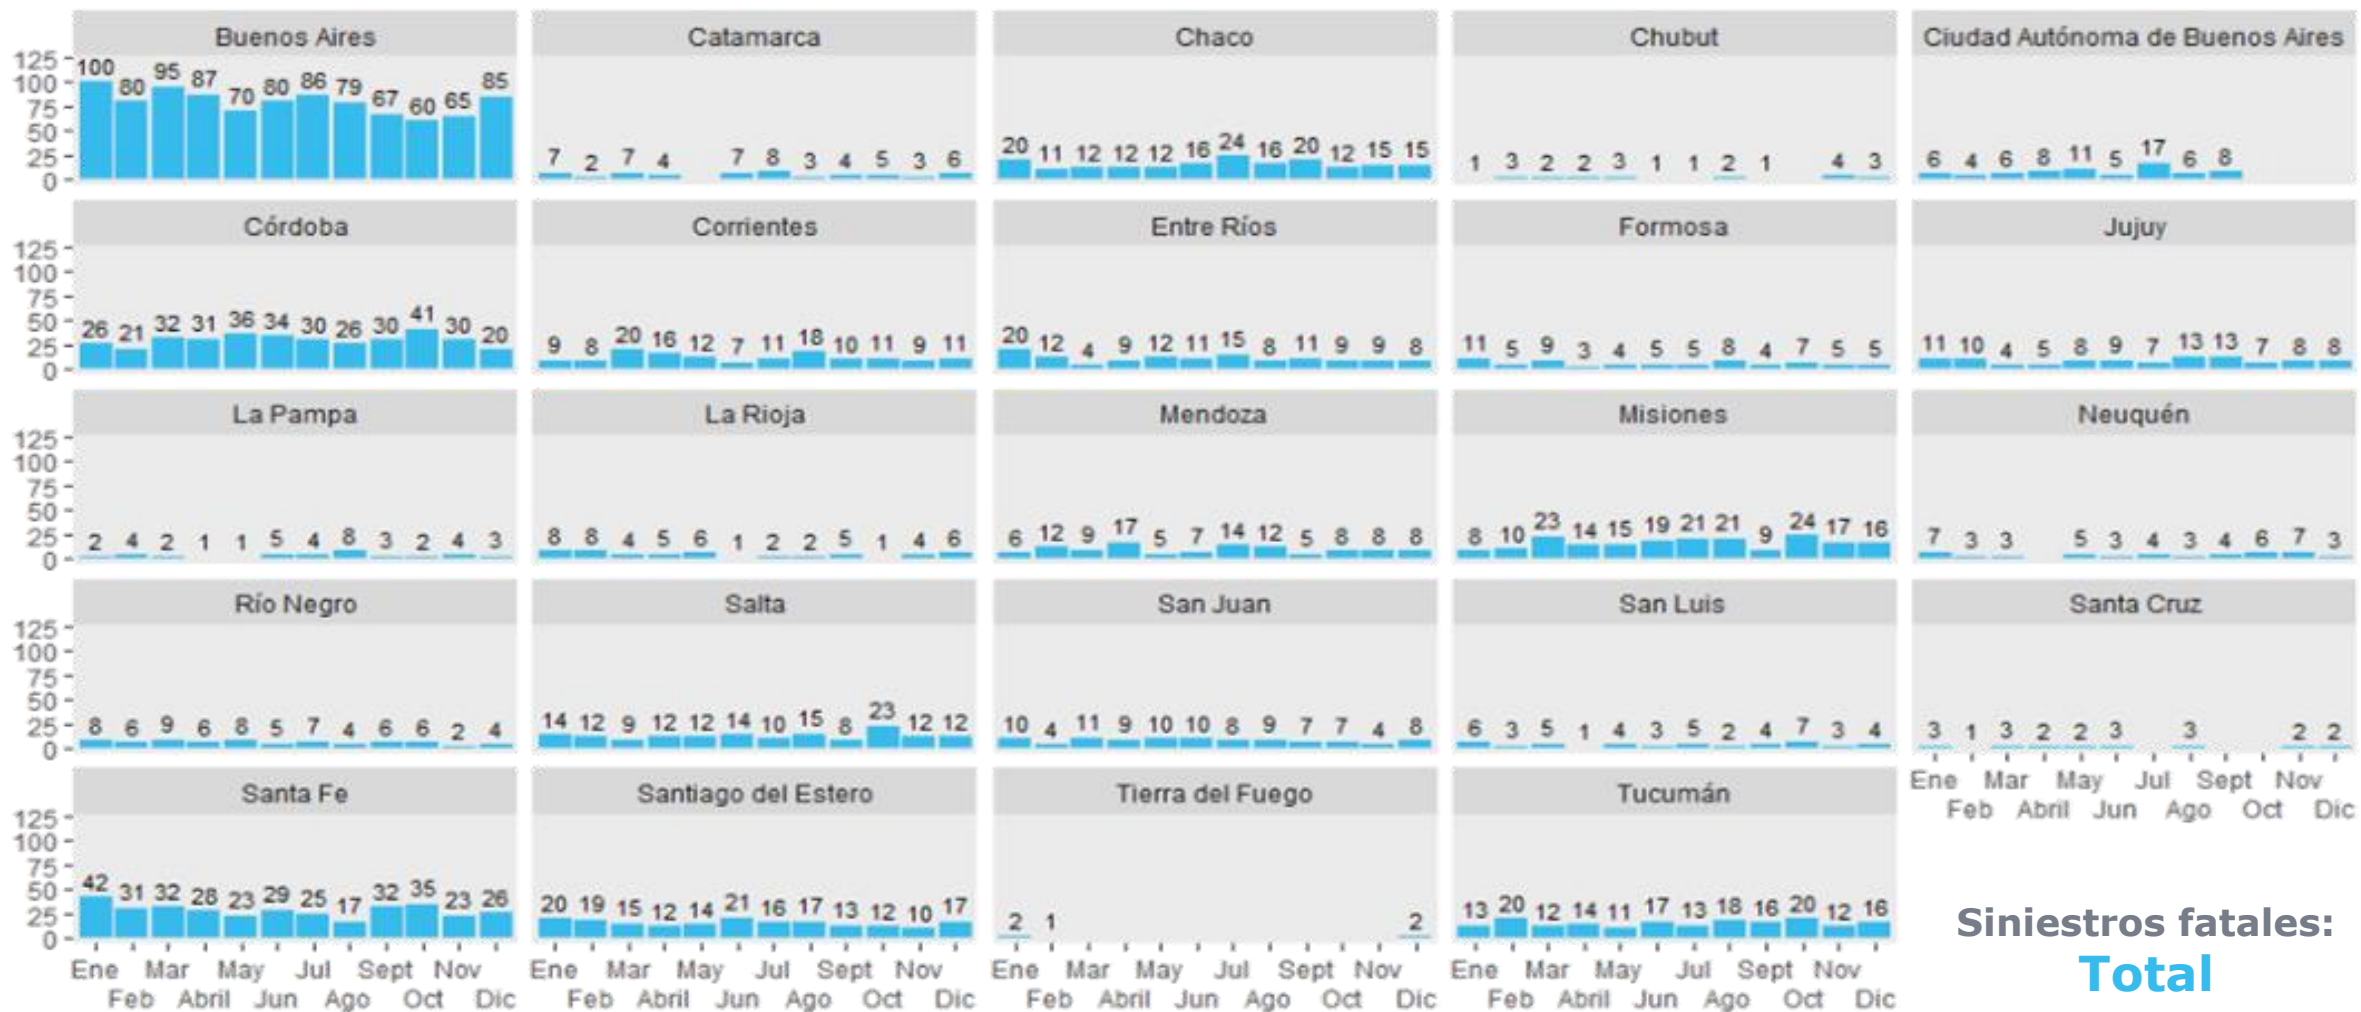 Buenos Aires
Catamarca
Chaco
Chubut
Ciudad Autónoma de Buenos Aires
125
100
75
50
25
0
100 80 95 87 70 80 86 79 67 60 65 85
7 2 7 4 7 8 3 4 5 3 6
20 11 12 12 12 16 24 16 20 12 15 15
1 3 2 2 3 1 1 2 1 4 3
6 4 6 8 11 5 17 6 8
Córdoba
Corrientes
Entre Ríos
Formosa
Jujuy
125
100
75
50
25
0
26 21 32 31 36 34 30 26 30 41 30 20
9 8 20 16 12 7 11 18 10 11 9 11
20 12 4 9 12 11 15 8 11 9 9 8
11 5 9 3 4 5 5 8 4 7 5 5
11 10 4 5 8 9 7 13 13 7 8 8
La Pampa
La Rioja
Mendoza
Misiones
Neuquén
125
100
75
50
25
0
2 4 2 1 1 5 4 8 3 2 4 3
8 8 4 5 6 1 2 2 5 1 4 6
6 12 9 17 5 7 14 12 5 8 8 8
8 10 23 14 15 19 21 21 9 24 17 16
7 3 3 5 3 4 3 4 6 7 3
Río Negro
Salta
San Juan
San Luis
Santa Cruz
125
100
75
50
25
0
8 6 9 6 8 5 7 4 6 6 2 4
14 12 9 12 12 14 10 15 8 23 12 12
10 4 11 9 10 10 8 9 7 7 4 8
6 3 5 1 4 3 5 2 4 7 3 4
3 1 3 2 2 3 3 2 2
Ene Mar May Jul Sept Nov
Feb Abril Jun Ago Oct Dic
Santa Fe
Santiago del Estero
Tierra del Fuego
Tucumán
125
100
75
50
25
0
42 31 32 28 23 29 25 17 32 35 23 26
20 19 15 12 14 21 16 17 13 12 10 17
2 1 2
13 20 12 14 11 17 13 18 16 20 12 16
Ene Mar May Jul Sept Nov
Feb Abril Jun Ago Oct Dic
Ene Mar May Jul Sept Nov
Feb Abril Jun Ago Oct Dic
Ene Mar May Jul Sept Nov
Feb Abril Jun Ago Oct Dic
Ene Mar May Jul Sept Nov
Feb Abril Jun Ago Oct Dic
Siniestros fatales:
Total